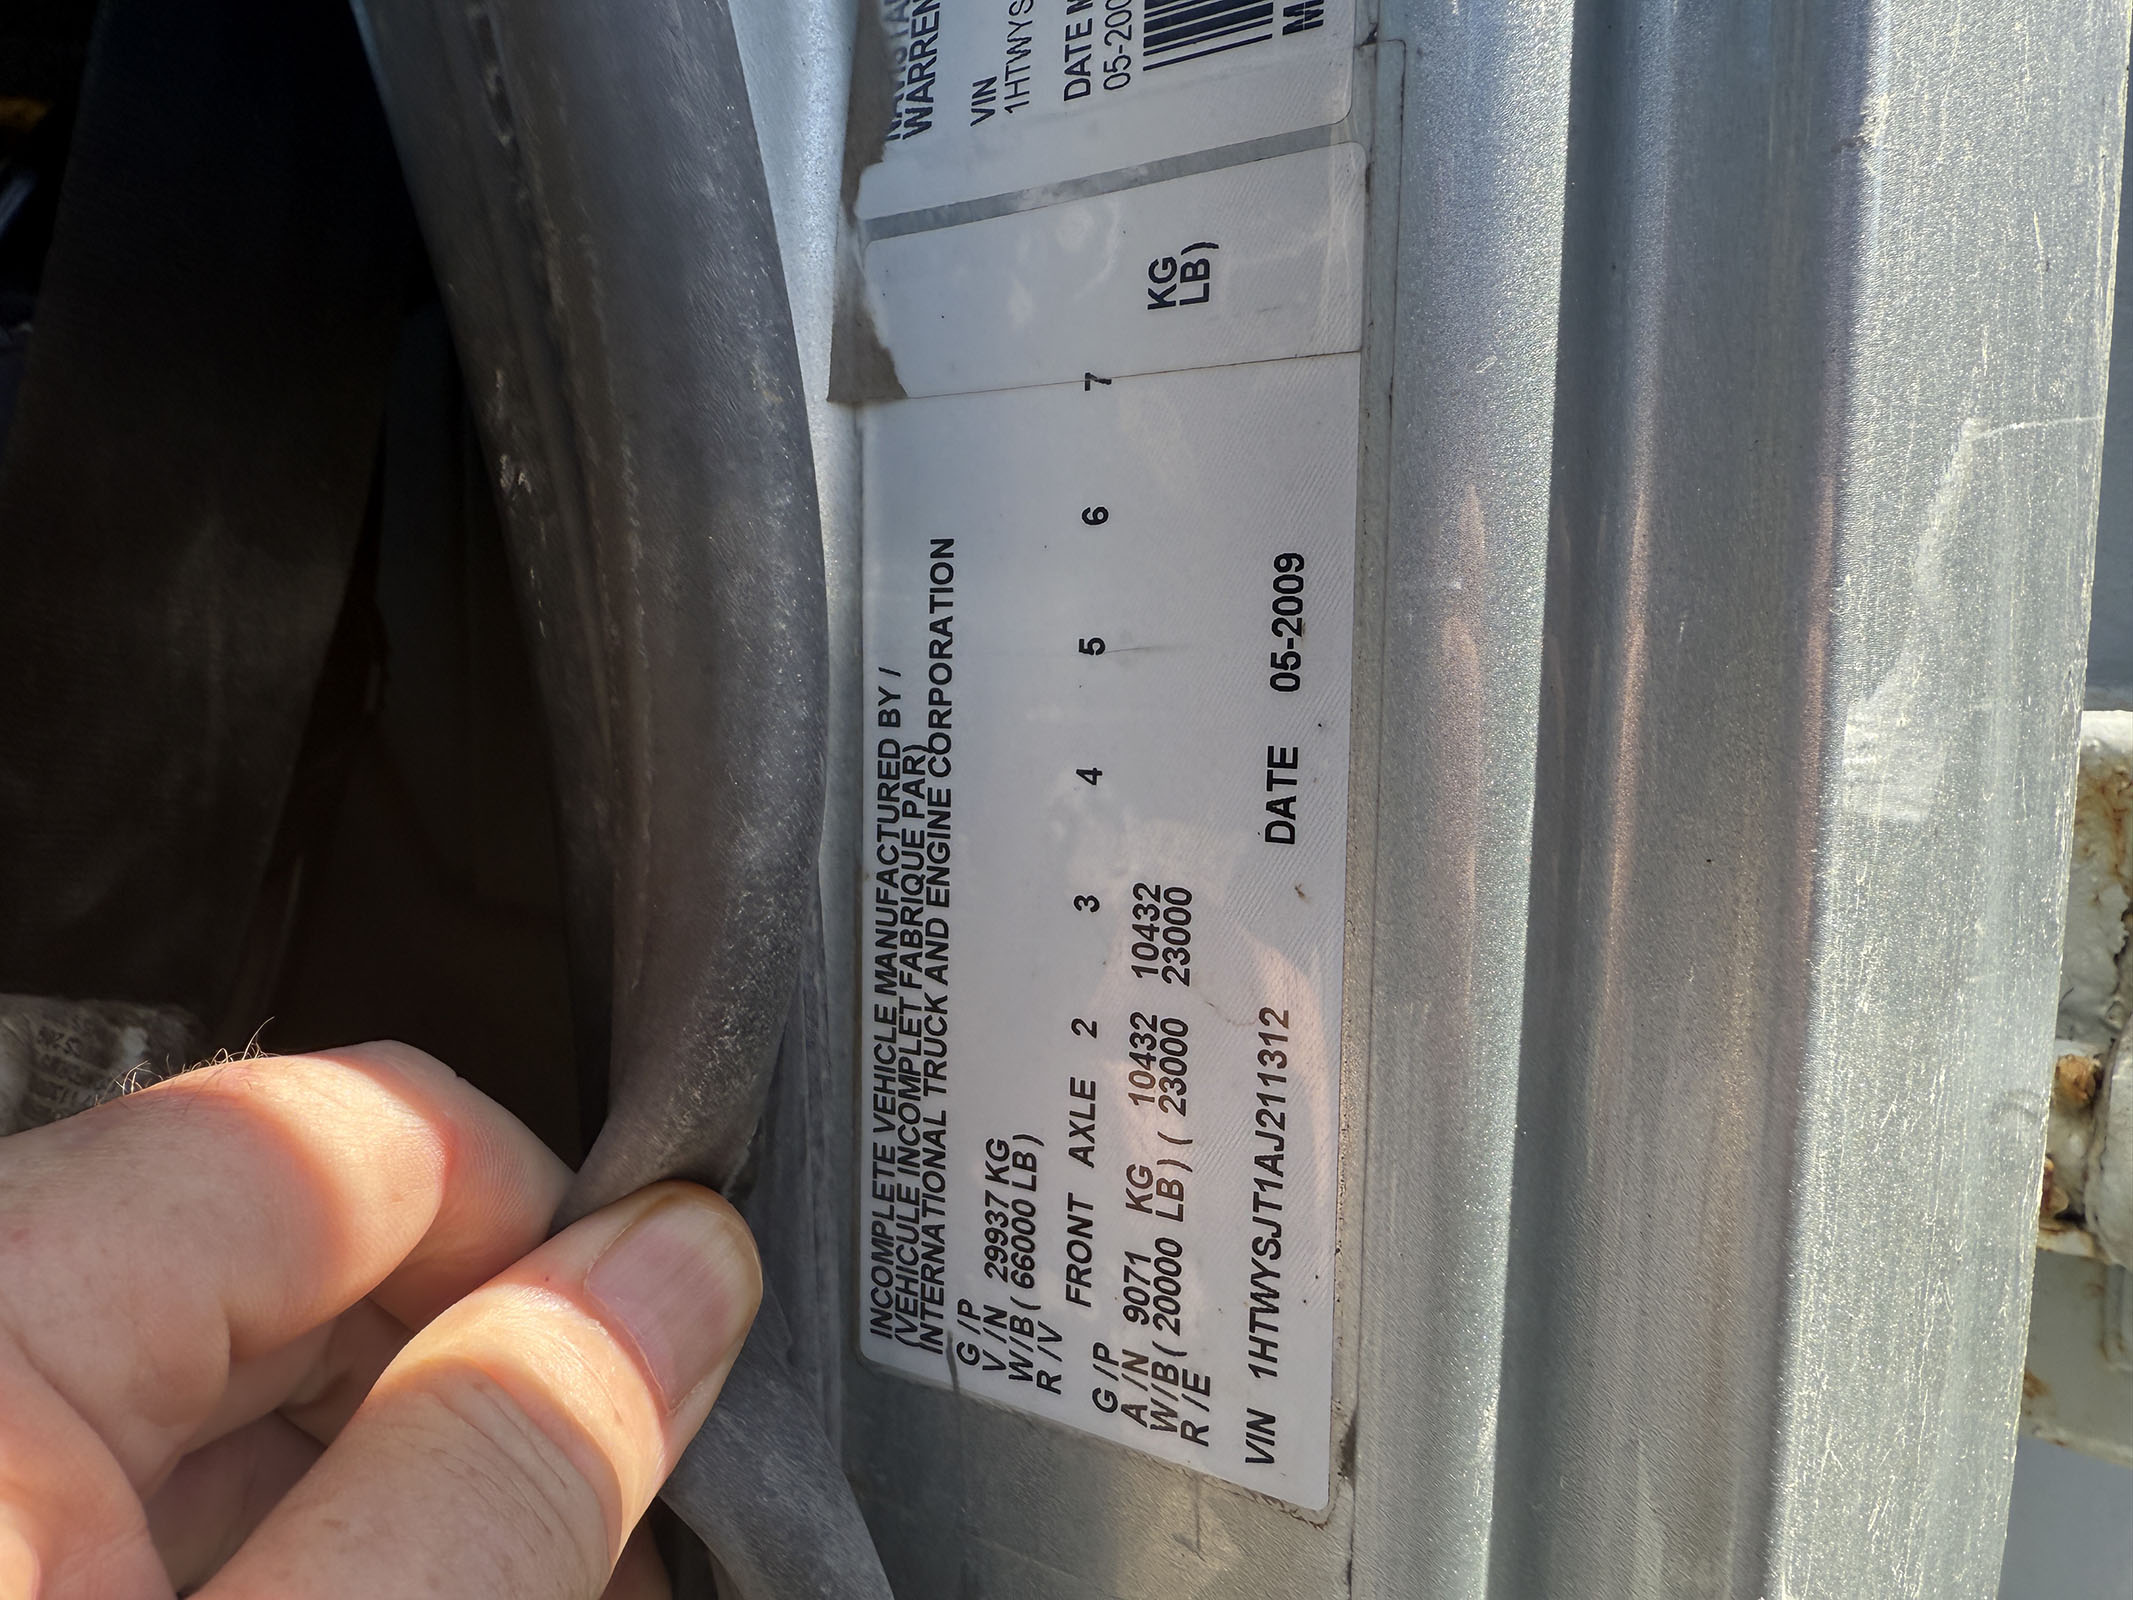 INCOMPLETE VEHICLE MANUFACTURED BY /
(VEHICULE INCOMPLET FABRIQUE PAR)
INTERNATIONAL TRUCK AND ENGINE CORPORATION
G /P
V /N 29937 KG
W/B ( 66000 LB )
R /V
FRONT AXLE 2 3 4 5 6 7
G /P
A /N 9071 KG 10432 10432 KG
W/B ( 20000 LB ) ( 23000 23000 LB )
R /E
VIN 1HTWYSJT1AJ211312 DATE 05-2009
WARREN
VIN
1HTWYS
DATE M
05-200